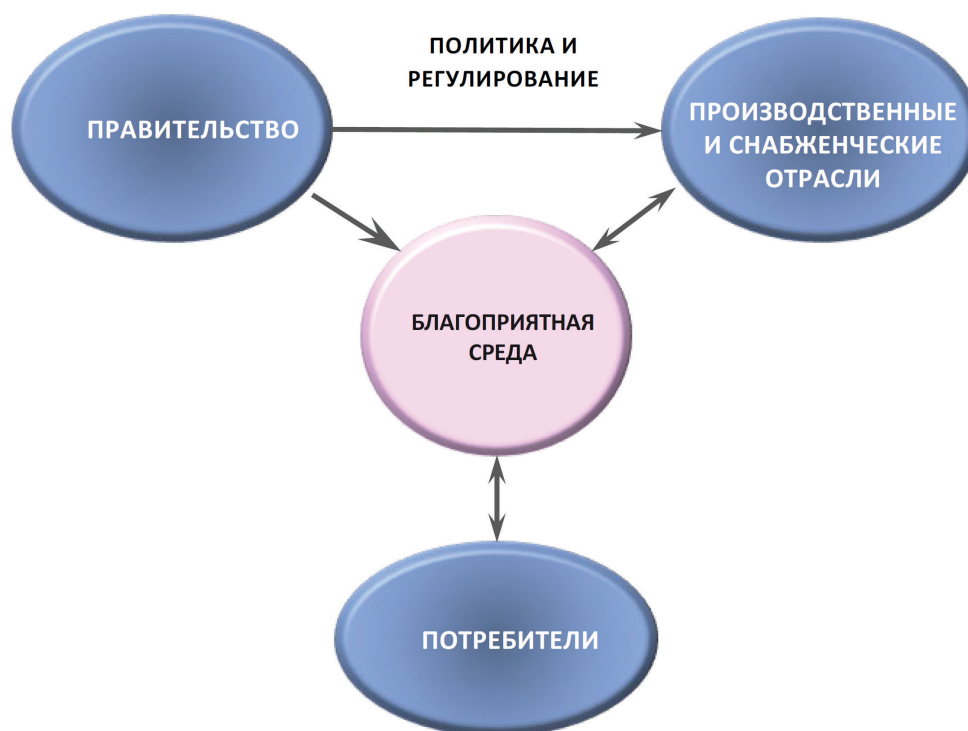 ПОЛИТИКА И
РЕГУЛИРОВАНИЕ
ПРАВИТЕЛЬСТВО
ПРОИЗВОДСТВЕННЫЕ
И СНАБЖЕНЧЕСКИЕ
ОТРАСЛИ
БЛАГОПРИЯТНАЯ
СРЕДА
ПОТРЕБИТЕЛИ